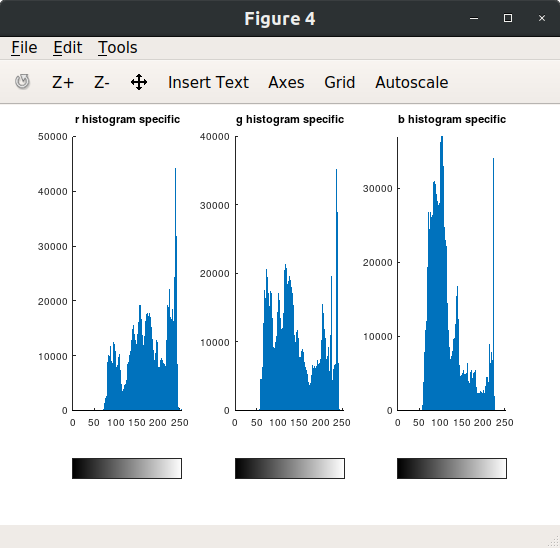 Figure 4
File Edit Tools
Z+ Z- Insert Text Axes Grid Autoscale
r histogram specific g histogram specific b histogram specific
50000 40000
40000
30000
30000
30000
20000
20000
20000
10000
10000
10000
0 0 0
0 50 100 150 200 250 0 50 100 150 200 250 0 50 100 150 200 250